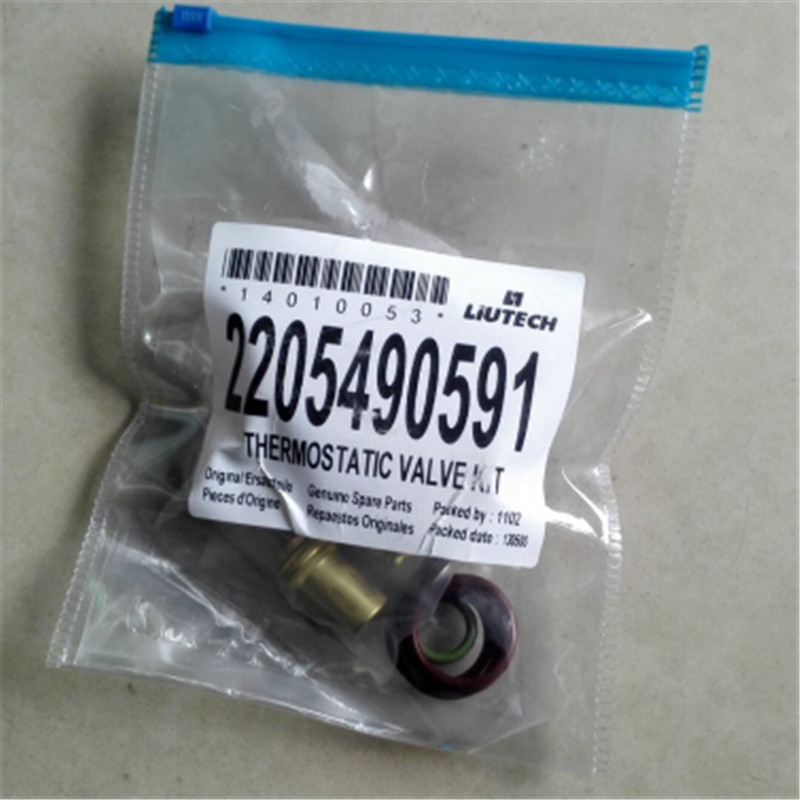 *14010053*
LIUTECH
2205490591
THERMOSTATIC VALVE KIT
Original Ersatzteile Genuine Spare Parts Packed by : 1102
Pieces d'Origine Repuestos Originales Packed date :